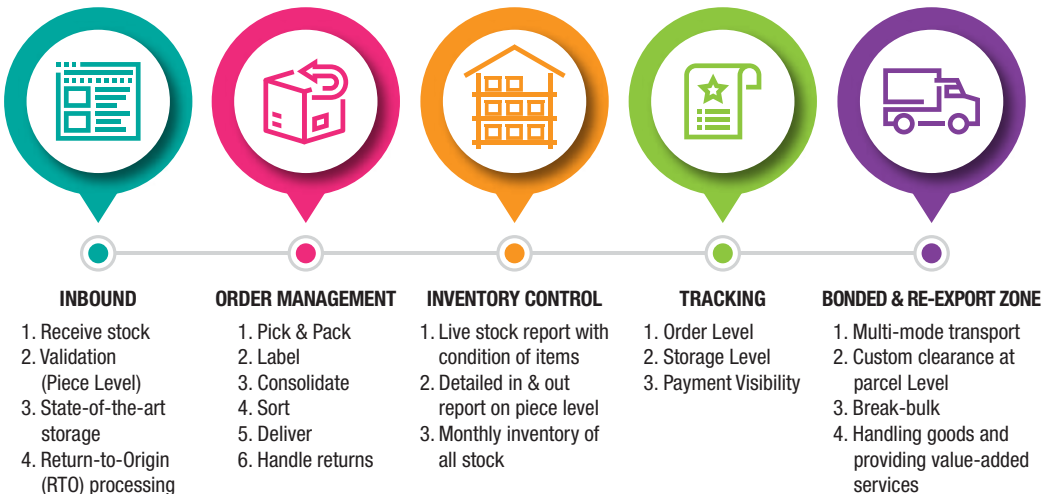 INBOUND
1. Receive stock
2. Validation
(Piece Level)
3. State-of-the-art
storage
4. Return-to-Origin
(RTO) processing
ORDER MANAGEMENT
1. Pick & Pack
2. Label
3. Consolidate
4. Sort
5. Deliver
6. Handle returns
INVENTORY CONTROL
1. Live stock report with
condition of items
2. Detailed in & out
report on piece level
3. Monthly inventory of
all stock
TRACKING
1. Order Level
2. Storage Level
3. Payment Visibility
BONDED & RE-EXPORT ZONE
1. Multi-mode transport
2. Custom clearance at
parcel Level
3. Break-bulk
4. Handling goods and
providing value-added
services